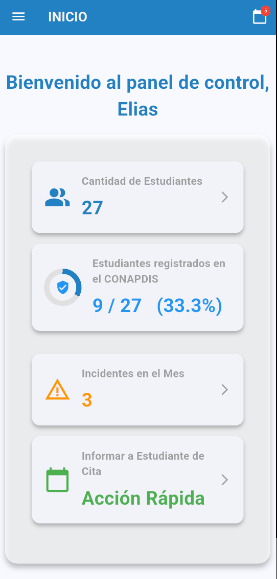 INICIO
Bienvenido al panel de control,
Elias
Cantidad de Estudiantes
27
Estudiantes registrados en
el CONAPDIS
9 / 27 (33.3%)
Incidentes en el Mes
3
Informar a Estudiante de
Cita
Acción Rápida